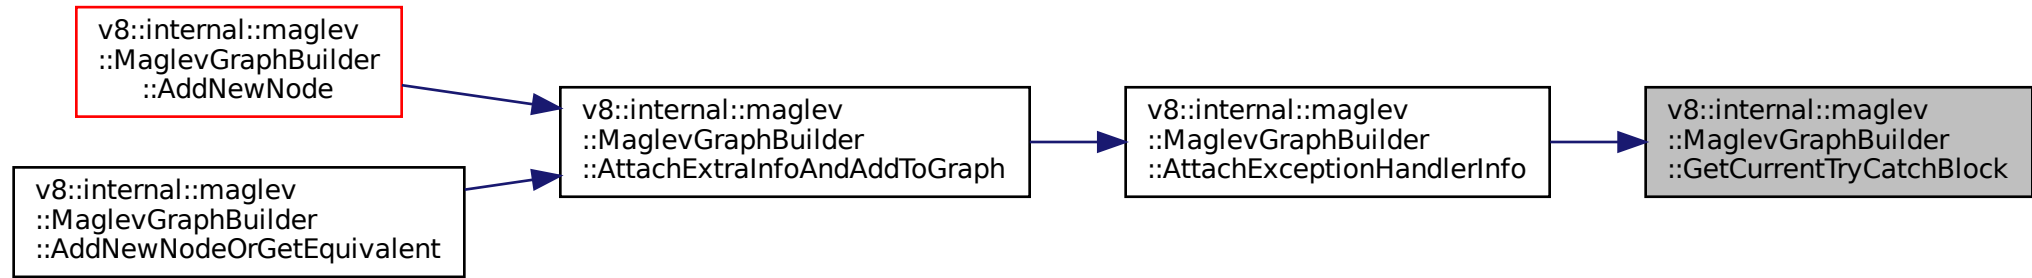 v8::internal::maglev
::MaglevGraphBuilder
::AddNewNode
v8::internal::maglev
::MaglevGraphBuilder
::AddNewNodeOrGetEquivalent
v8::internal::maglev
::MaglevGraphBuilder
::AttachExtraInfoAndAddToGraph
v8::internal::maglev
::MaglevGraphBuilder
::AttachExceptionHandlerInfo
v8::internal::maglev
::MaglevGraphBuilder
::GetCurrentTryCatchBlock